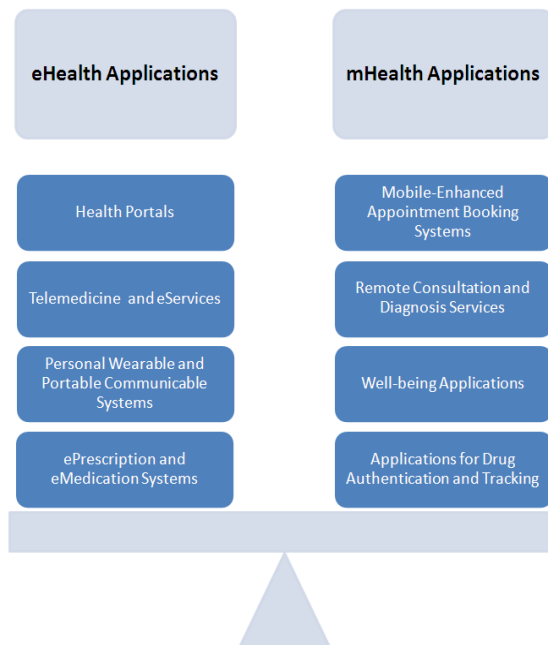 eHealth Applications
mHealth Applications
Health Portals
Telemedicine and eServices
Personal Wearable and
Portable Communicable
Systems
ePrescription and
eMedication Systems
Mobile-Enhanced
Appointment Booking
Systems
Remote Consultation and
Diagnosis Services
Well-being Applications
Applications for Drug
Authentication and Tracking